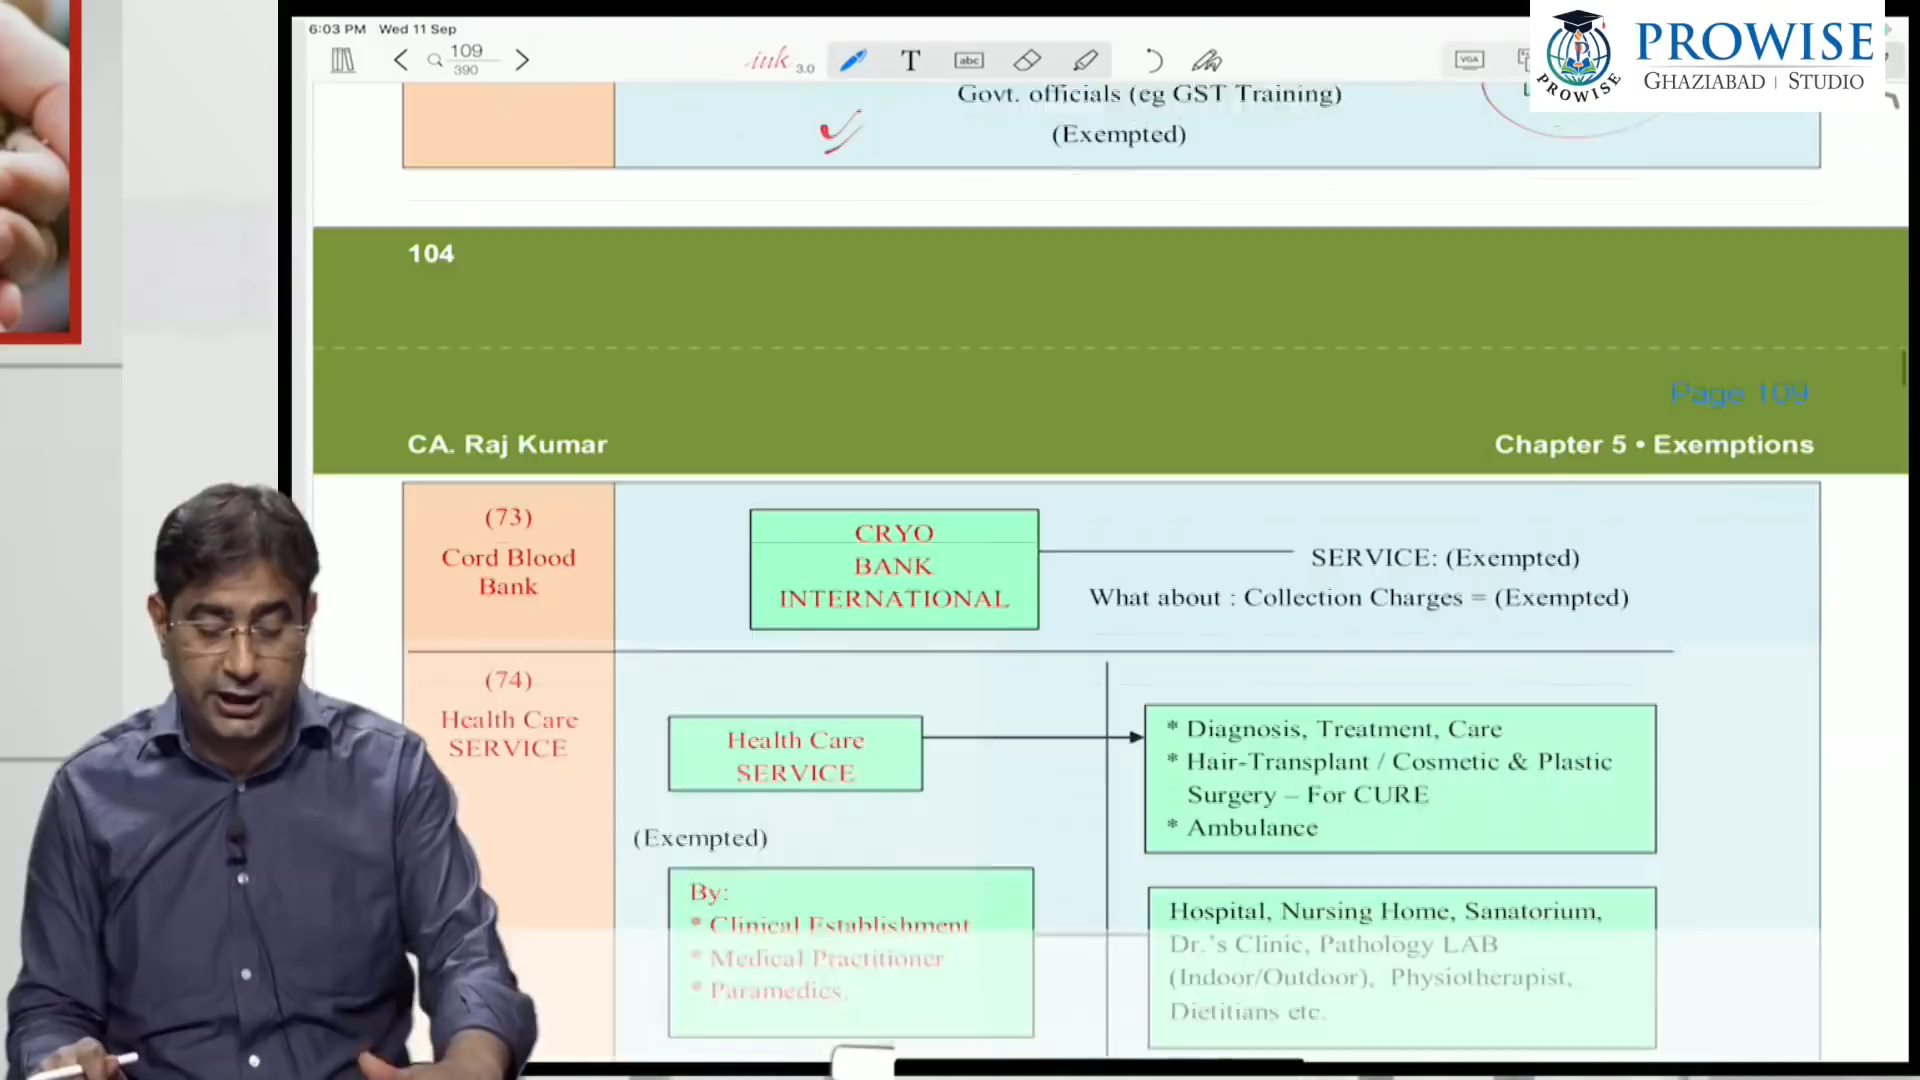 6:03 PM Wed 11 Sep
109
390
ink 3.0
T
abc
VGA
PROWISE
PROWISE
GHAZIABAD | STUDIO
Govt. officials (eg GST Training)
(Exempted)
104
Page 109
CA. Raj Kumar
Chapter 5 • Exemptions
(73)
Cord Blood
Bank
CRYO
BANK
INTERNATIONAL
SERVICE: (Exempted)
What about : Collection Charges = (Exempted)
(74)
Health Care
SERVICE
Health Care
SERVICE
* Diagnosis, Treatment, Care
* Hair-Transplant / Cosmetic & Plastic
Surgery – For CURE
* Ambulance
(Exempted)
By:
* Clinical Establishment
* Medical Practitioner
* Paramedics.
Hospital, Nursing Home, Sanatorium,
Dr.'s Clinic, Pathology LAB
(Indoor/Outdoor), Physiotherapist,
Dietitians etc.